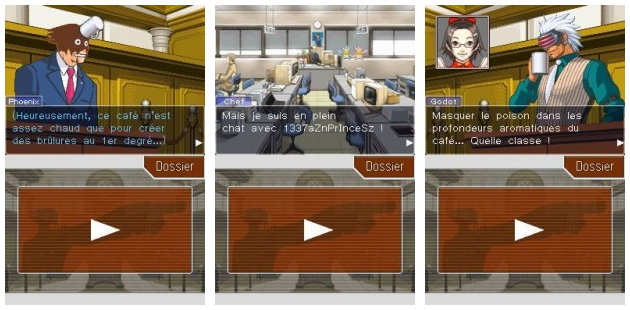 Phoenix
(Heureusement, ce café n'est
assez chaud que pour créer
des brûlures au 1er degré...)
Dossier
Chef
Mais je suis en plein
chat avec 1337aZnPrInceSz !
Dossier
Godot
Masquer le poison dans les
profondeurs aromatiques du
café... Quelle classe !
Dossier